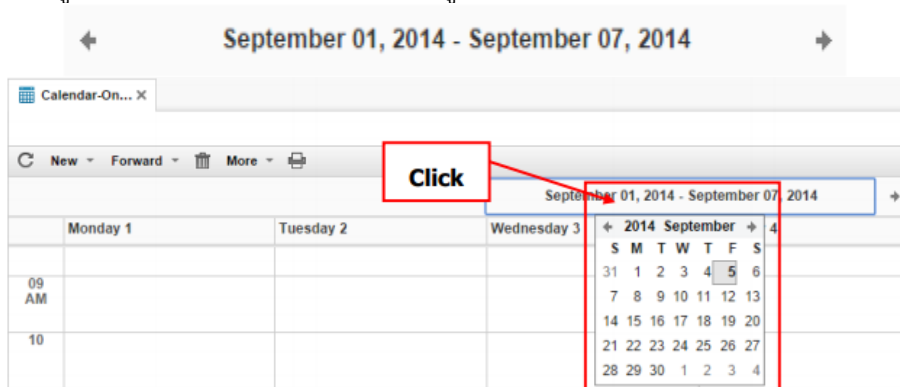 September 01, 2014 - September 07, 2014
Calendar-On... X
New Forward More
Click
September 01, 2014 - September 07, 2014
Monday 1 Tuesday 2 Wednesday 3 4
2014 September
S M T W T F S
31 1 2 3 4 5 6
09
AM
7 8 9 10 11 12 13
14 15 16 17 18 19 20
10
21 22 23 24 25 26 27
28 29 30 1 2 3 4